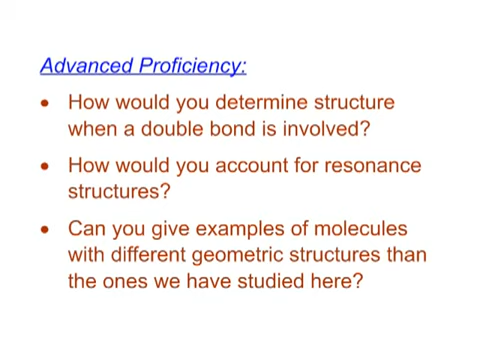 Advanced Proficiency:
• How would you determine structure
when a double bond is involved?
• How would you account for resonance
structures?
• Can you give examples of molecules
with different geometric structures than
the ones we have studied here?